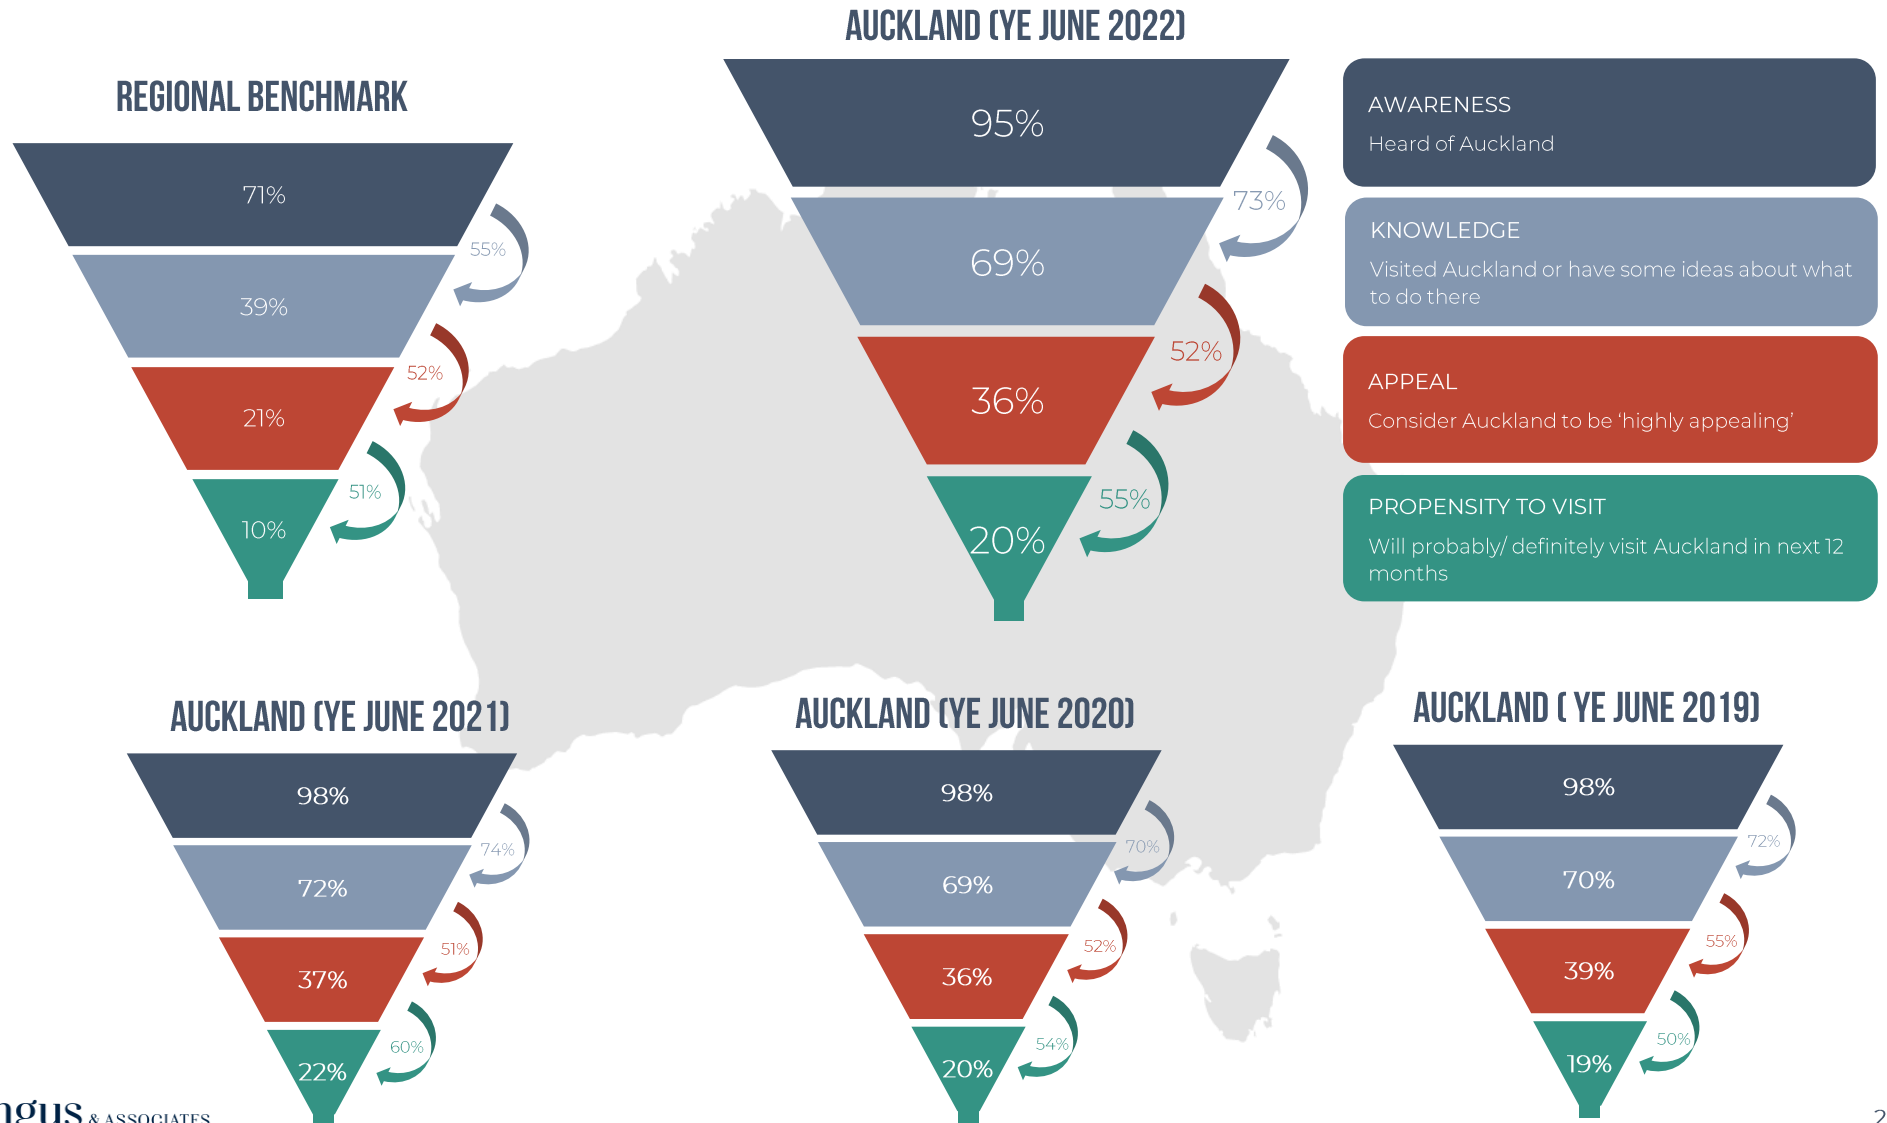 AUCKLAND (YE JUNE 2022)
REGIONAL BENCHMARK
71%
55%
39%
52%
21%
51%
10%
95%
73%
69%
52%
36%
55%
20%
AWARENESS
Heard of Auckland
KNOWLEDGE
Visited Auckland or have some ideas about what
to do there
APPEAL
Consider Auckland to be ‘highly appealing’
PROPENSITY TO VISIT
Will probably/ definitely visit Auckland in next 12
months
AUCKLAND (YE JUNE 2021)
98%
74%
72%
51%
37%
60%
22%
AUCKLAND (YE JUNE 2020)
98%
70%
69%
52%
36%
54%
20%
AUCKLAND ( YE JUNE 2019)
98%
72%
70%
55%
39%
50%
19%
& ASSOCIATES
2